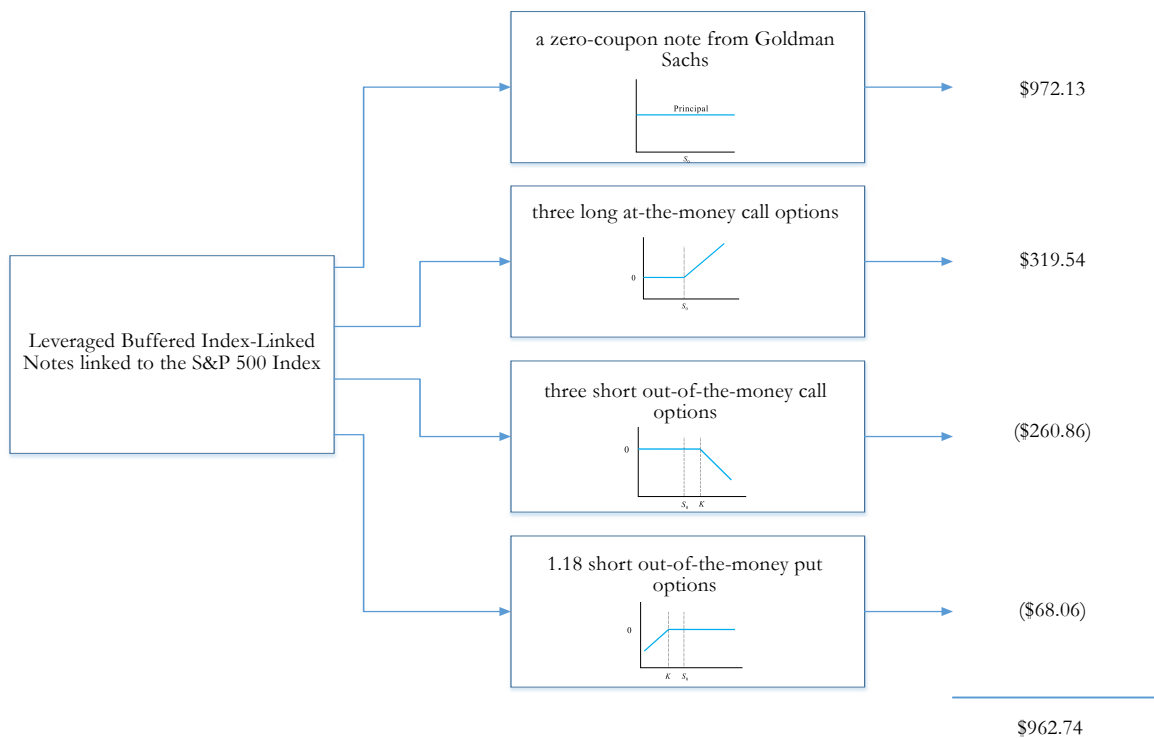 a zero-coupon note from Goldman
Sachs
Principal
S₀
$972.13
three long at-the-money call options
0
S₀
$319.54
Leveraged Buffered Index-Linked
Notes linked to the S&P 500 Index
three short out-of-the-money call
options
0
S₀ K
($260.86)
1.18 short out-of-the-money put
options
0
K S₀
($68.06)
$962.74